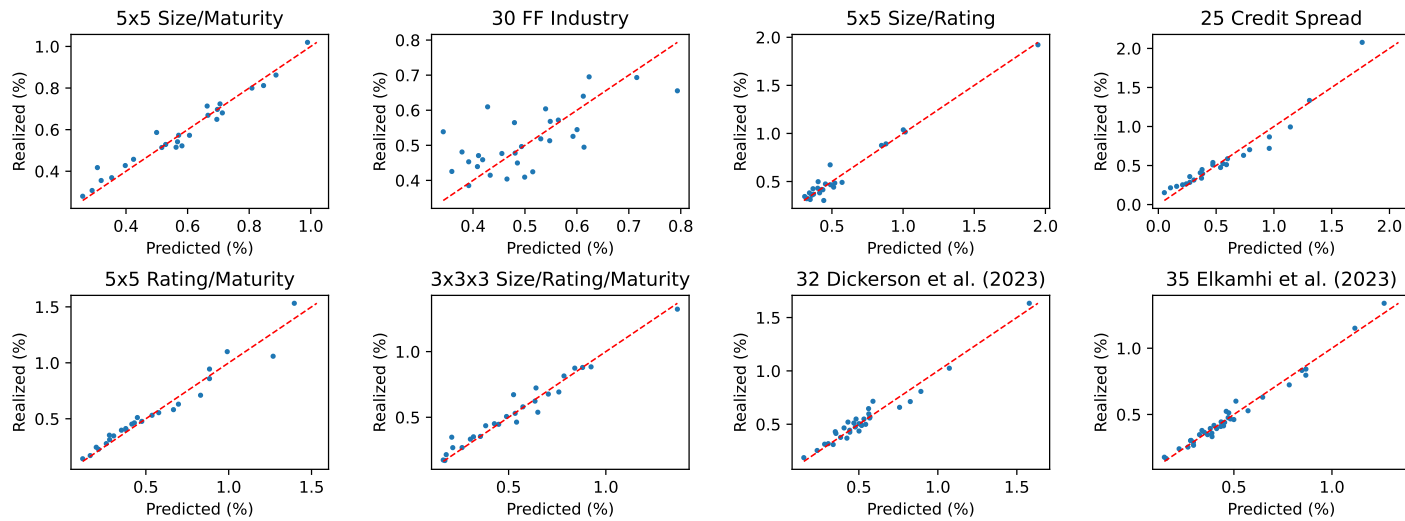 5x5 Size/Maturity
30 FF Industry
5x5 Size/Rating
25 Credit Spread
Realized (%)
1.0
0.8
0.6
0.4
0.4
0.6
0.8
1.0
Predicted (%)
Realized (%)
0.8
0.7
0.6
0.5
0.4
0.4
0.5
0.6
0.7
0.8
Predicted (%)
Realized (%)
2.0
1.5
1.0
0.5
0.5
1.0
1.5
2.0
Predicted (%)
Realized (%)
2.0
1.5
1.0
0.5
0.0
0.0
0.5
1.0
1.5
2.0
Predicted (%)
5x5 Rating/Maturity
3x3x3 Size/Rating/Maturity
32 Dickerson et al. (2023)
35 Elkamhi et al. (2023)
Realized (%)
1.5
1.0
0.5
0.5
1.0
1.5
Predicted (%)
Realized (%)
1.0
0.5
0.5
1.0
Predicted (%)
Realized (%)
1.5
1.0
0.5
0.5
1.0
1.5
Predicted (%)
Realized (%)
1.0
0.5
0.5
1.0
Predicted (%)